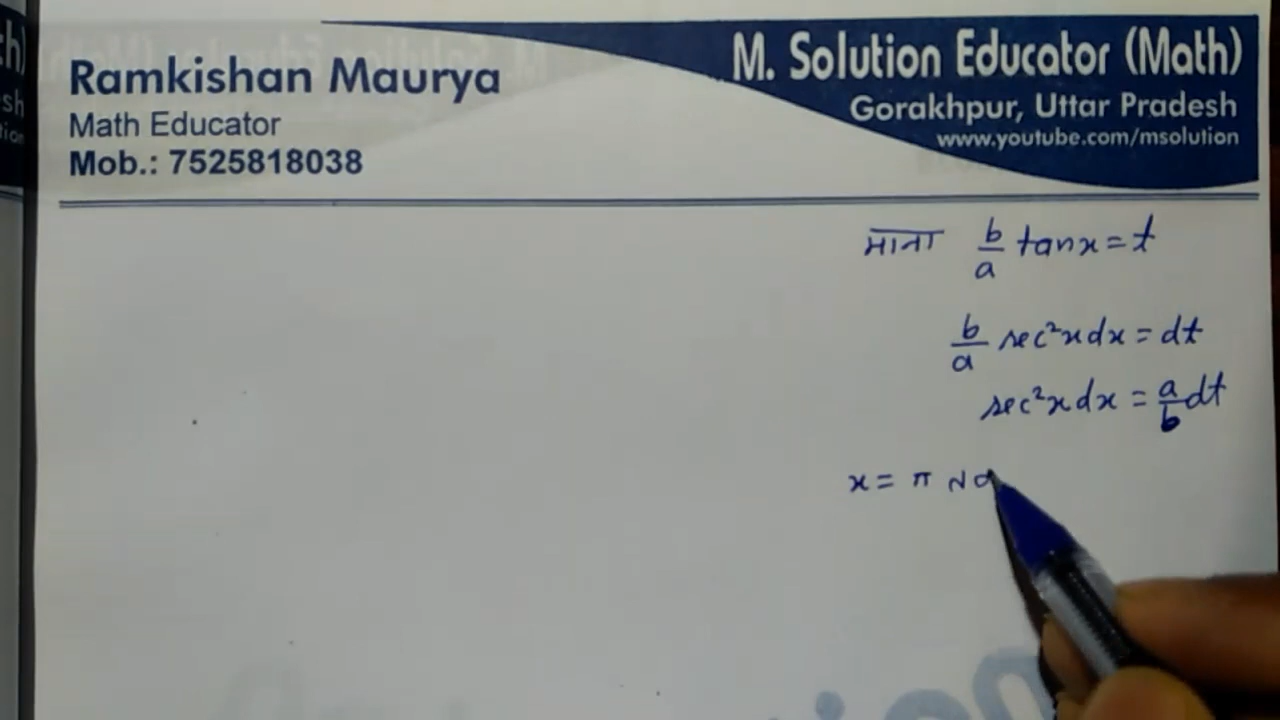 Ramkishan Maurya
Math Educator
Mob.: 7525818038
M. Solution Educator (Math)
Gorakhpur, Uttar Pradesh
www.youtube.com/msolution
माना b/a tanx = t
b/a sec²x dx = dt
sec²x dx = a/b dt
x = π